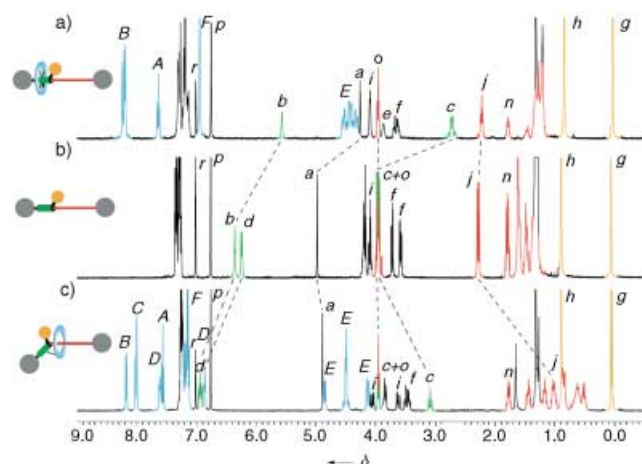 a)
B A r F p b E a i o e f c j n h g
b)
r p b d a i c+o f f j n h g
c)
B C D A r F D d p a E E E i c+o f c n j h g
9.0 8.0 7.0 6.0 5.0 4.0 3.0 2.0 1.0 0.0
← δ